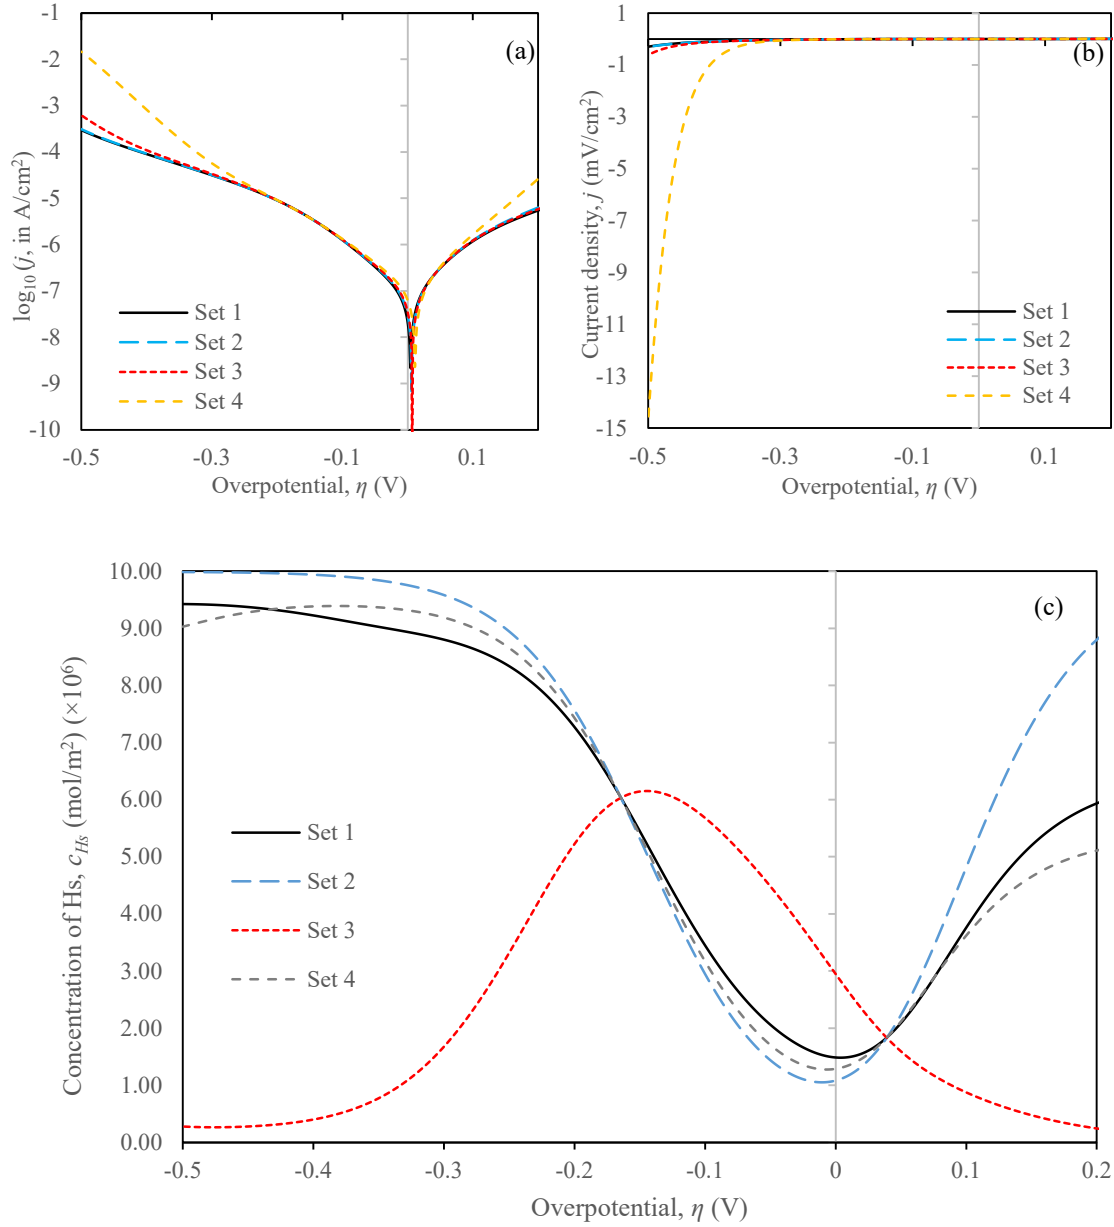 (a)
log₁₀(j, in A/cm²)
-1
-2
-3
-4
-5
-6
-7
-8
-9
-10
Set 1
Set 2
Set 3
Set 4
-0.5
-0.3
-0.1
0.1
Overpotential, η (V)
(b)
Current density, j (mV/cm²)
1
-1
-3
-5
-7
-9
-11
-13
-15
Set 1
Set 2
Set 3
Set 4
-0.5
-0.3
-0.1
0.1
Overpotential, η (V)
(c)
Concentration of Hs, c_Hs (mol/m²) (×10⁶)
10.00
9.00
8.00
7.00
6.00
5.00
4.00
3.00
2.00
1.00
0.00
Set 1
Set 2
Set 3
Set 4
-0.5
-0.4
-0.3
-0.2
-0.1
0
0.1
0.2
Overpotential, η (V)